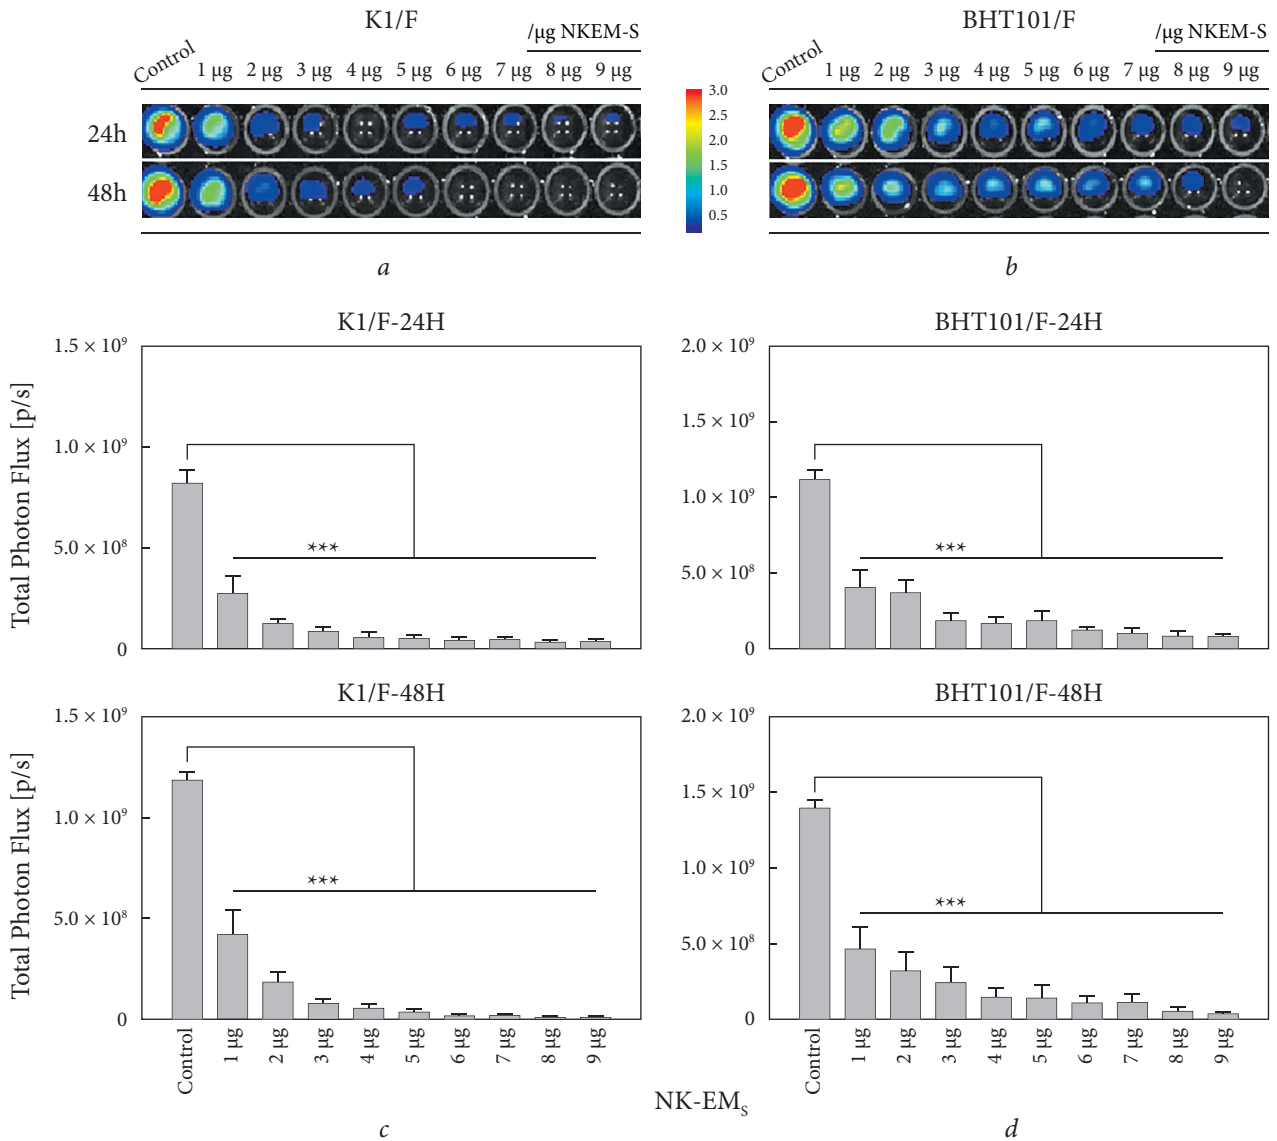 K1/F
/μg NKEM-S
Control 1 μg 2 μg 3 μg 4 μg 5 μg 6 μg 7 μg 8 μg 9 μg
24h
48h
a
3.0
2.5
2.0
1.5
1.0
0.5
BHT101/F
/μg NKEM-S
Control 1 μg 2 μg 3 μg 4 μg 5 μg 6 μg 7 μg 8 μg 9 μg
b
K1/F-24H
Total Photon Flux [p/s]
1.5 × 10⁹
1.0 × 10⁹
5.0 × 10⁸
0
***
BHT101/F-24H
2.0 × 10⁹
1.5 × 10⁹
1.0 × 10⁹
5.0 × 10⁸
0
***
K1/F-48H
Total Photon Flux [p/s]
1.5 × 10⁹
1.0 × 10⁹
5.0 × 10⁸
0
***
Control 1 μg 2 μg 3 μg 4 μg 5 μg 6 μg 7 μg 8 μg 9 μg
c
BHT101/F-48H
2.0 × 10⁹
1.5 × 10⁹
1.0 × 10⁹
5.0 × 10⁸
0
***
Control 1 μg 2 μg 3 μg 4 μg 5 μg 6 μg 7 μg 8 μg 9 μg
NK-EMₛ
d